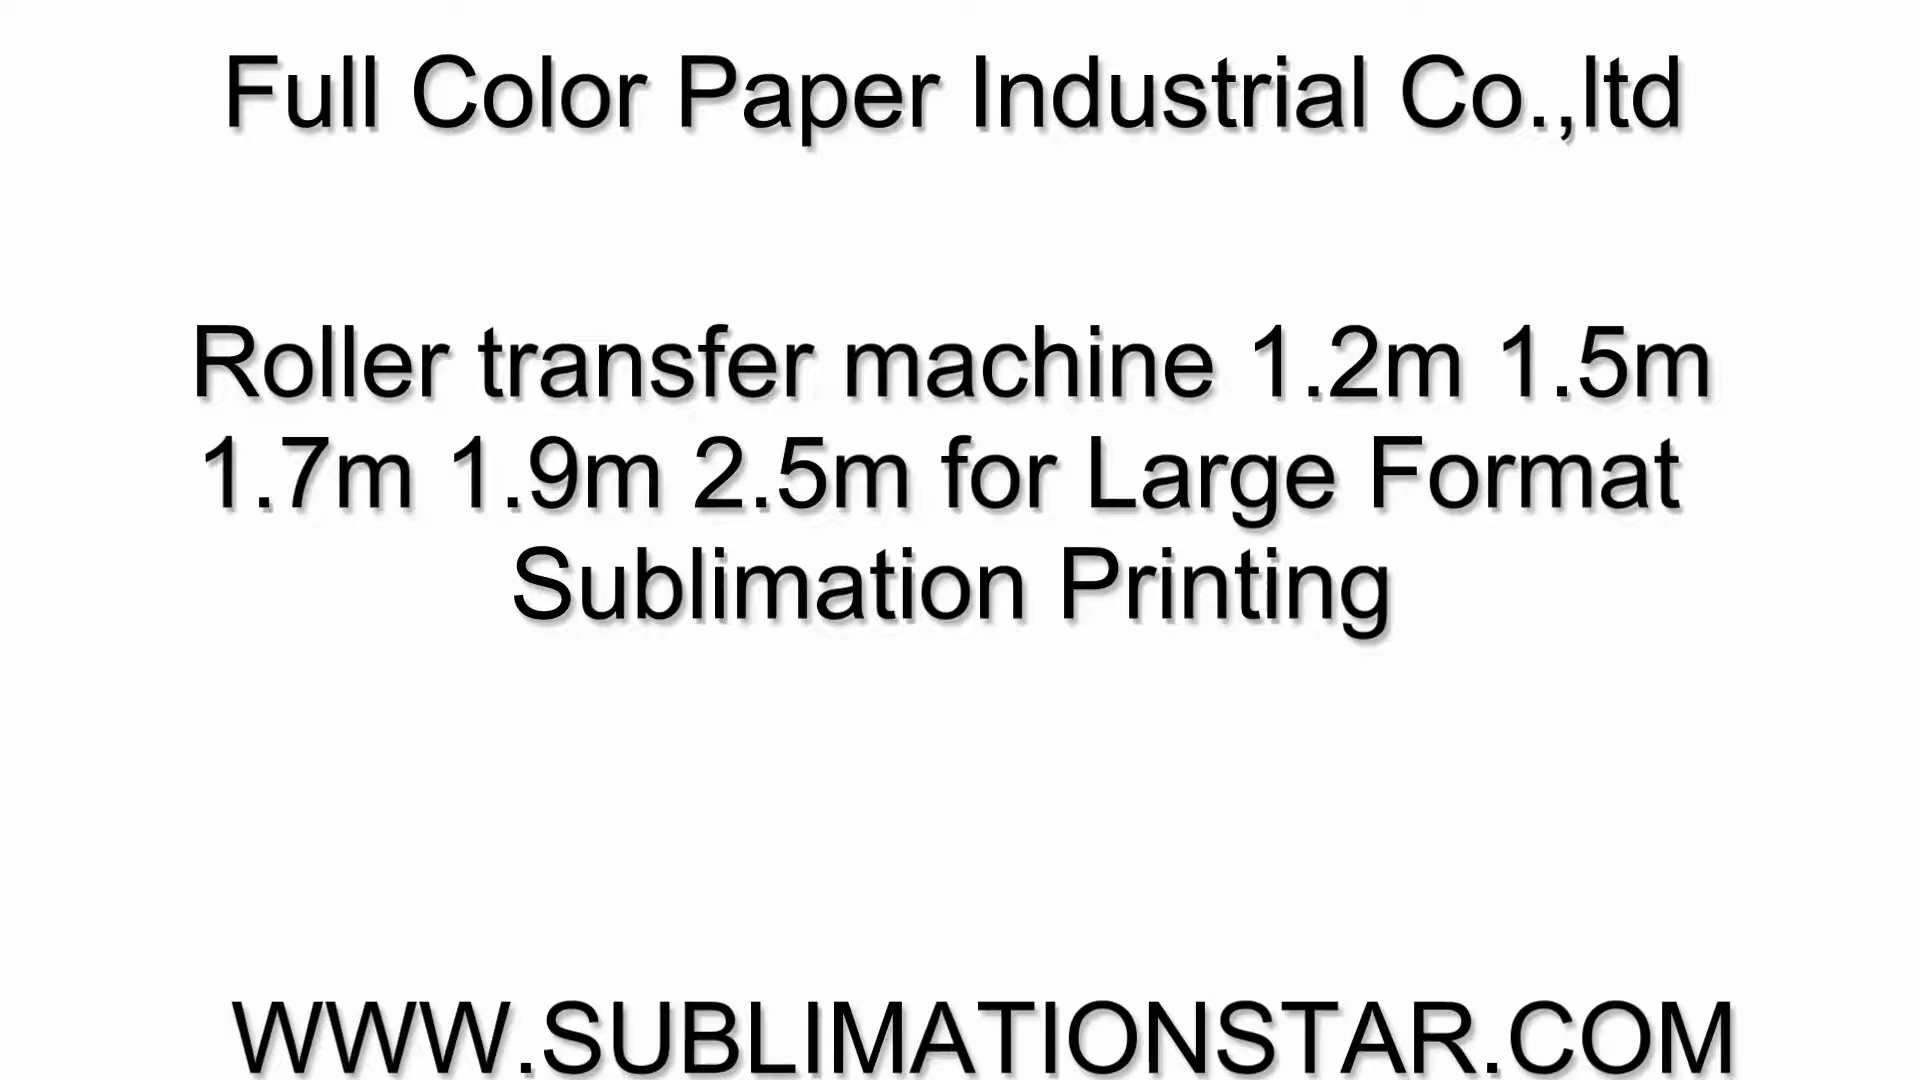 Full Color Paper Industrial Co.,ltd
Roller transfer machine 1.2m 1.5m
1.7m 1.9m 2.5m for Large Format
Sublimation Printing
WWW.SUBLIMATIONSTAR.COM